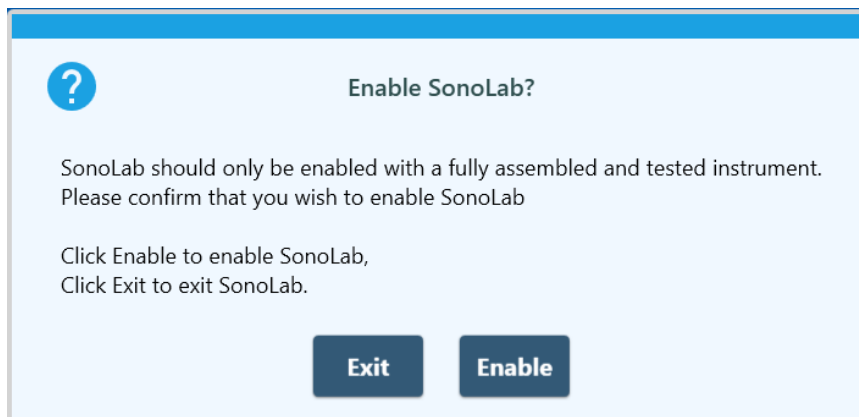 ?
Enable SonoLab?
SonoLab should only be enabled with a fully assembled and tested instrument.
Please confirm that you wish to enable SonoLab
Click Enable to enable SonoLab,
Click Exit to exit SonoLab.
Exit Enable